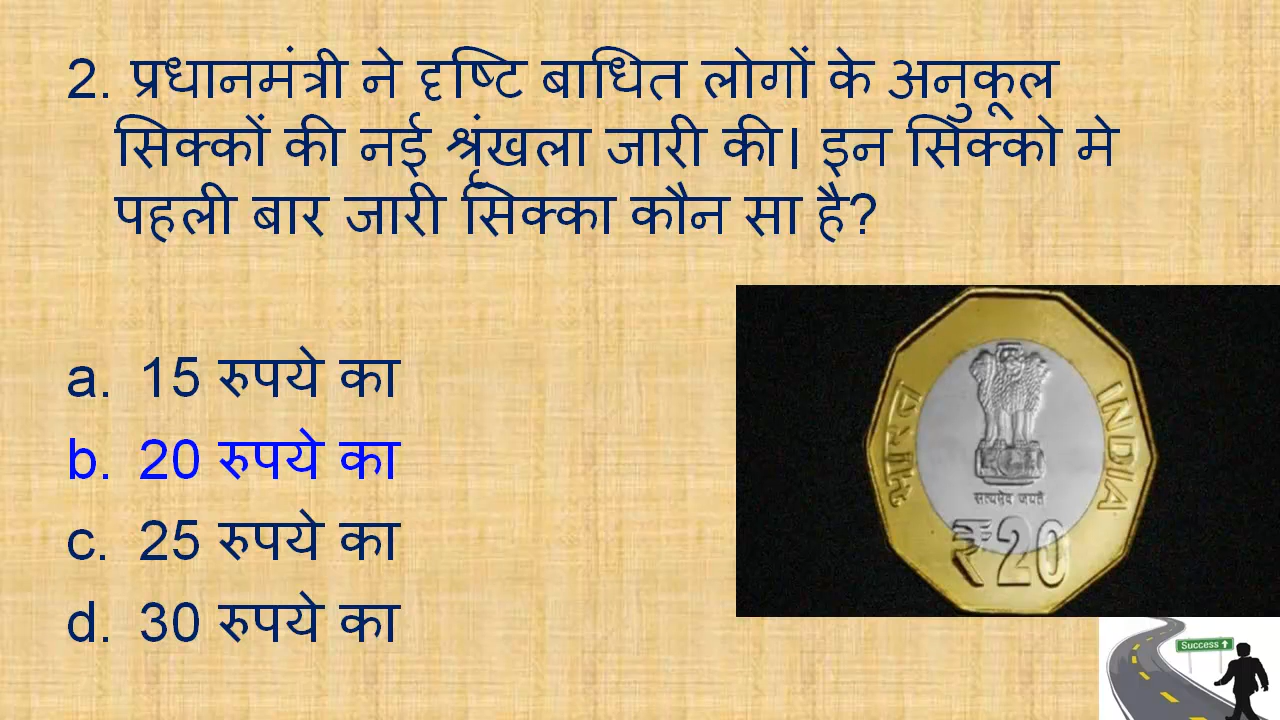 2. प्रधानमंत्री ने दृष्टि बाधित लोगों के अनुकूल
सिक्कों की नई श्रृंखला जारी की। इन सिक्को मे
पहली बार जारी सिक्का कौन सा है?
a. 15 रुपये का
b. 20 रुपये का
c. 25 रुपये का
d. 30 रुपये का
भारत
INDIA
सत्यमेव जयते
₹20
Success